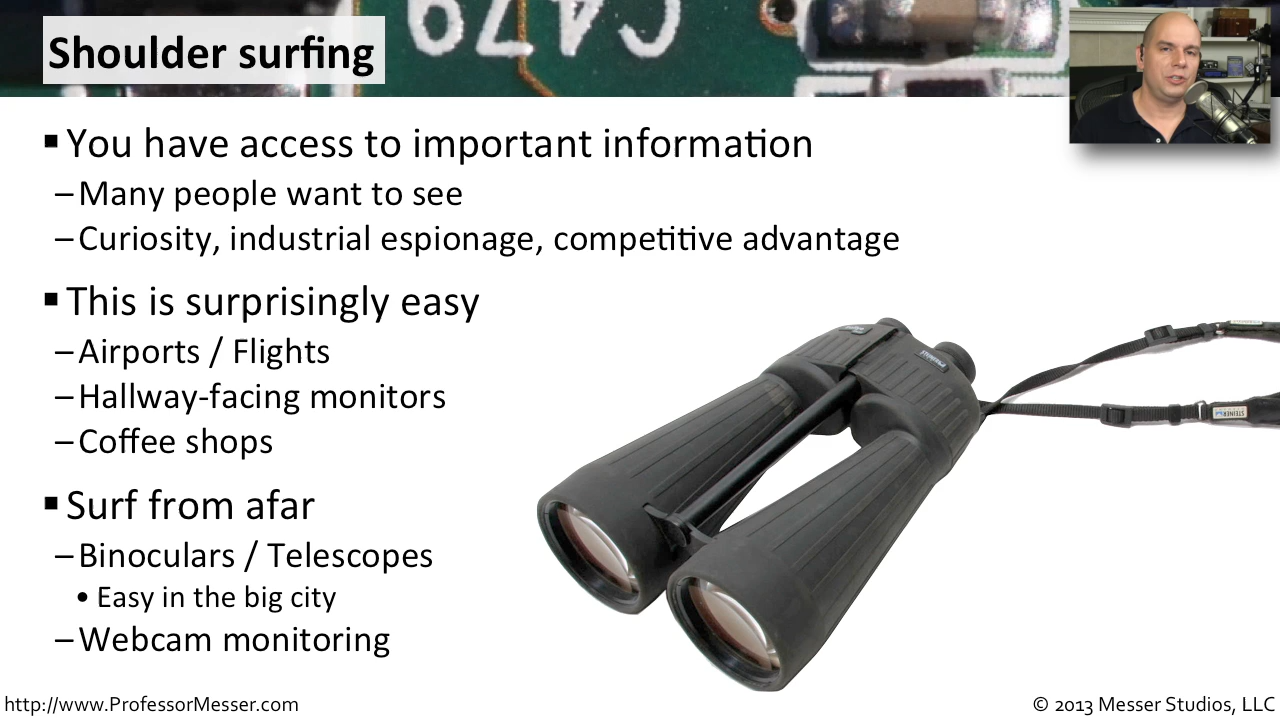 C479
Shoulder surfing
▪ You have access to important information
– Many people want to see
– Curiosity, industrial espionage, competitive advantage
▪ This is surprisingly easy
– Airports / Flights
– Hallway-facing monitors
– Coffee shops
▪ Surf from afar
– Binoculars / Telescopes
• Easy in the big city
– Webcam monitoring
STEINER
http://www.ProfessorMesser.com
© 2013 Messer Studios, LLC